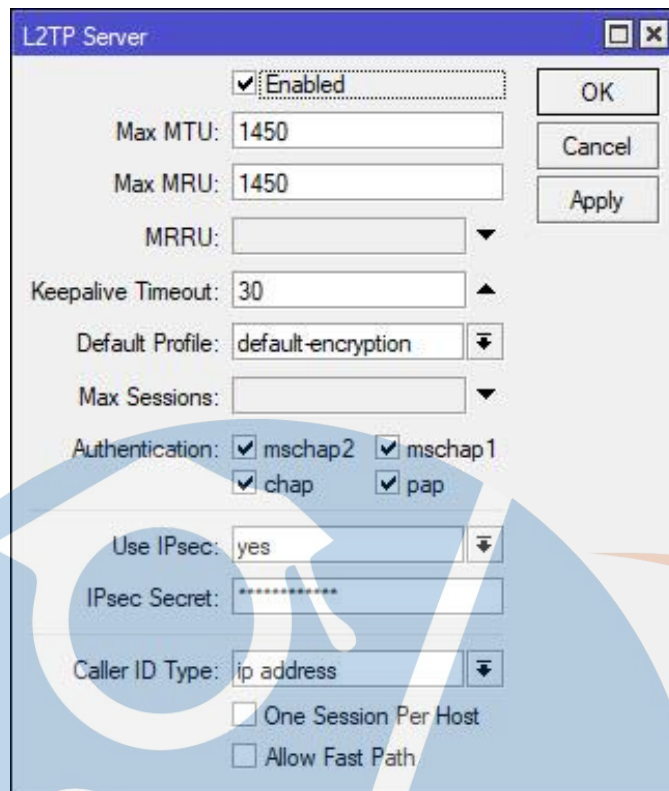 L2TP Server
Enabled
OK
Max MTU: 1450
Cancel
Max MRU: 1450
Apply
MRRU:
Keepalive Timeout: 30
Default Profile: default-encryption
Max Sessions:
Authentication: mschap2 mschap1
chap pap
Use IPsec: yes
IPsec Secret: ************
Caller ID Type: ip address
One Session Per Host
Allow Fast Path